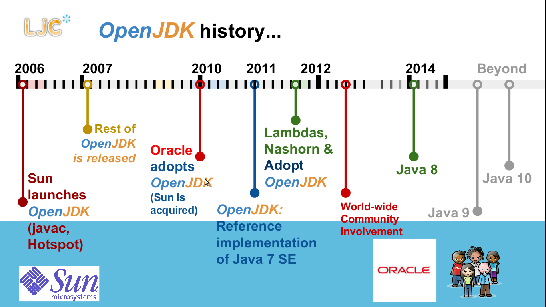 LJC*
OpenJDK history...
2006 2007 2010 2011 2012 2014 Beyond
Rest of
OpenJDK
is released
Oracle
adopts
OpenJDK
(Sun is
acquired)
Lambdas,
Nashorn &
Adopt
OpenJDK
Java 8
Java 10
Sun
launches
OpenJDK
(javac,
Hotspot)
OpenJDK:
Reference
implementation
of Java 7 SE
World-wide
Community
Involvement
Java 9
Sun
microsystems
ORACLE